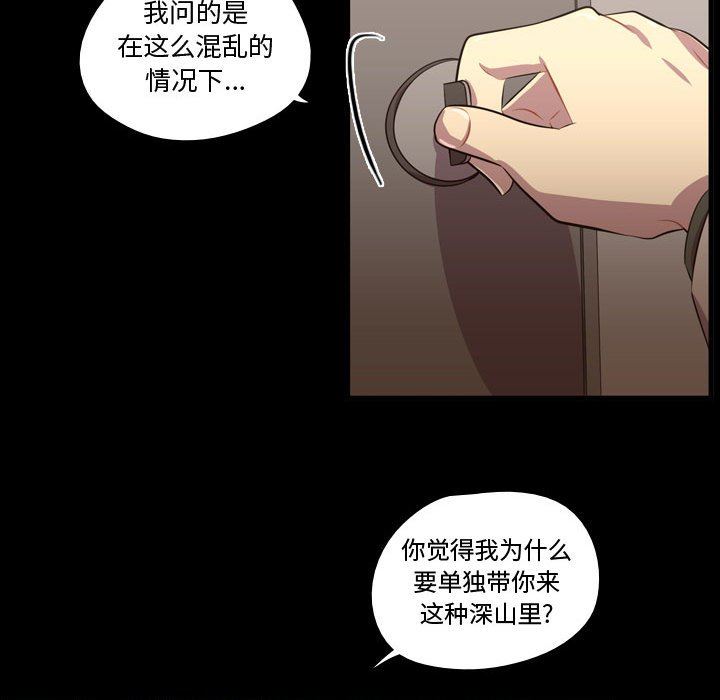 我问的是
在这么混乱的
情况下...
你觉得我为什么
要单独带你来
这种深山里?